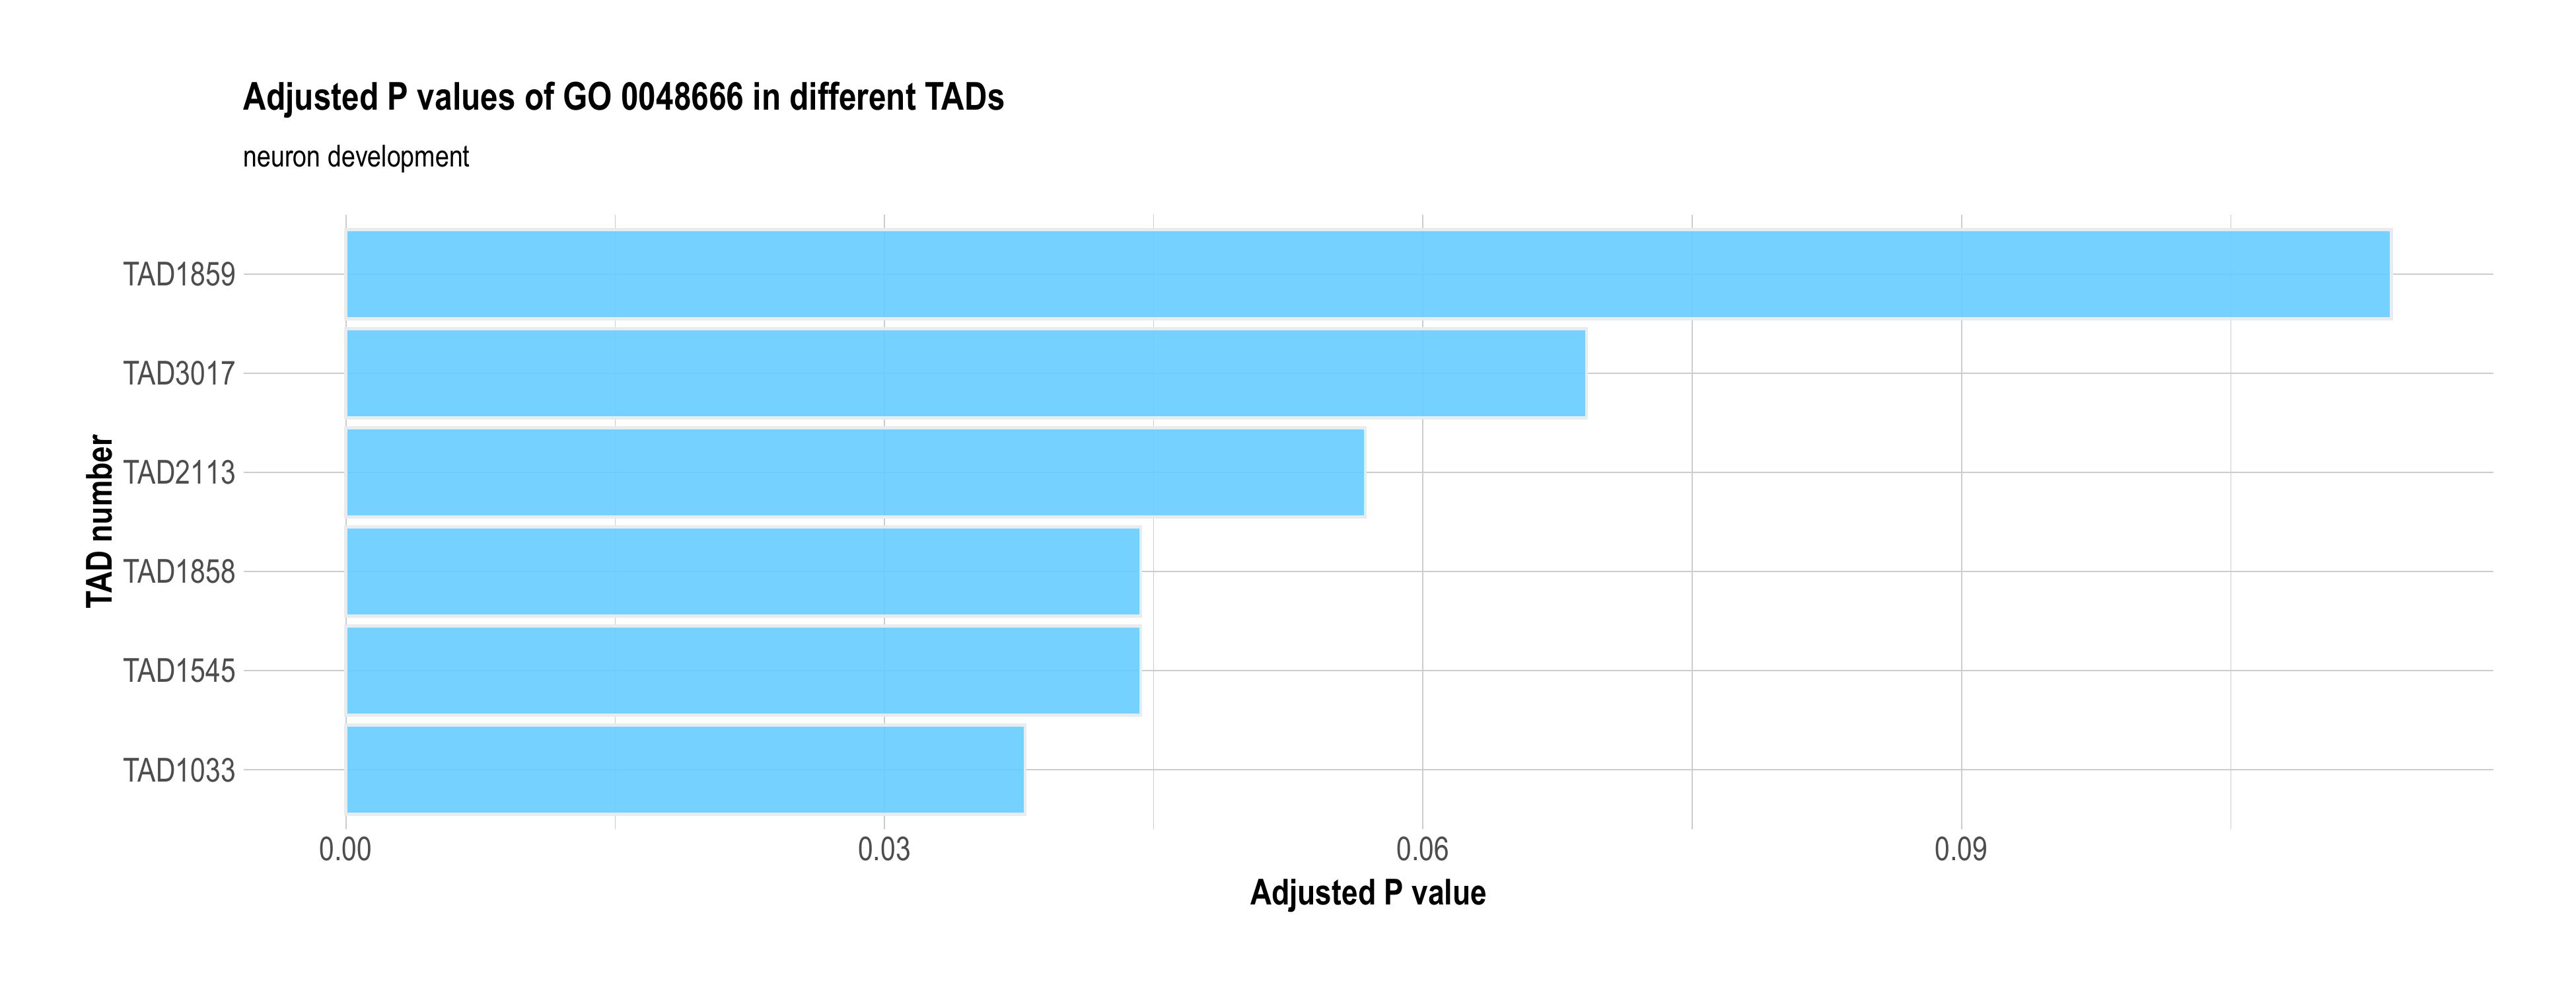 Adjusted P values of GO 0048666 in different TADs
neuron development
TAD number
TAD1859
TAD3017
TAD2113
TAD1858
TAD1545
TAD1033
0.00 0.03 0.06 0.09
Adjusted P value